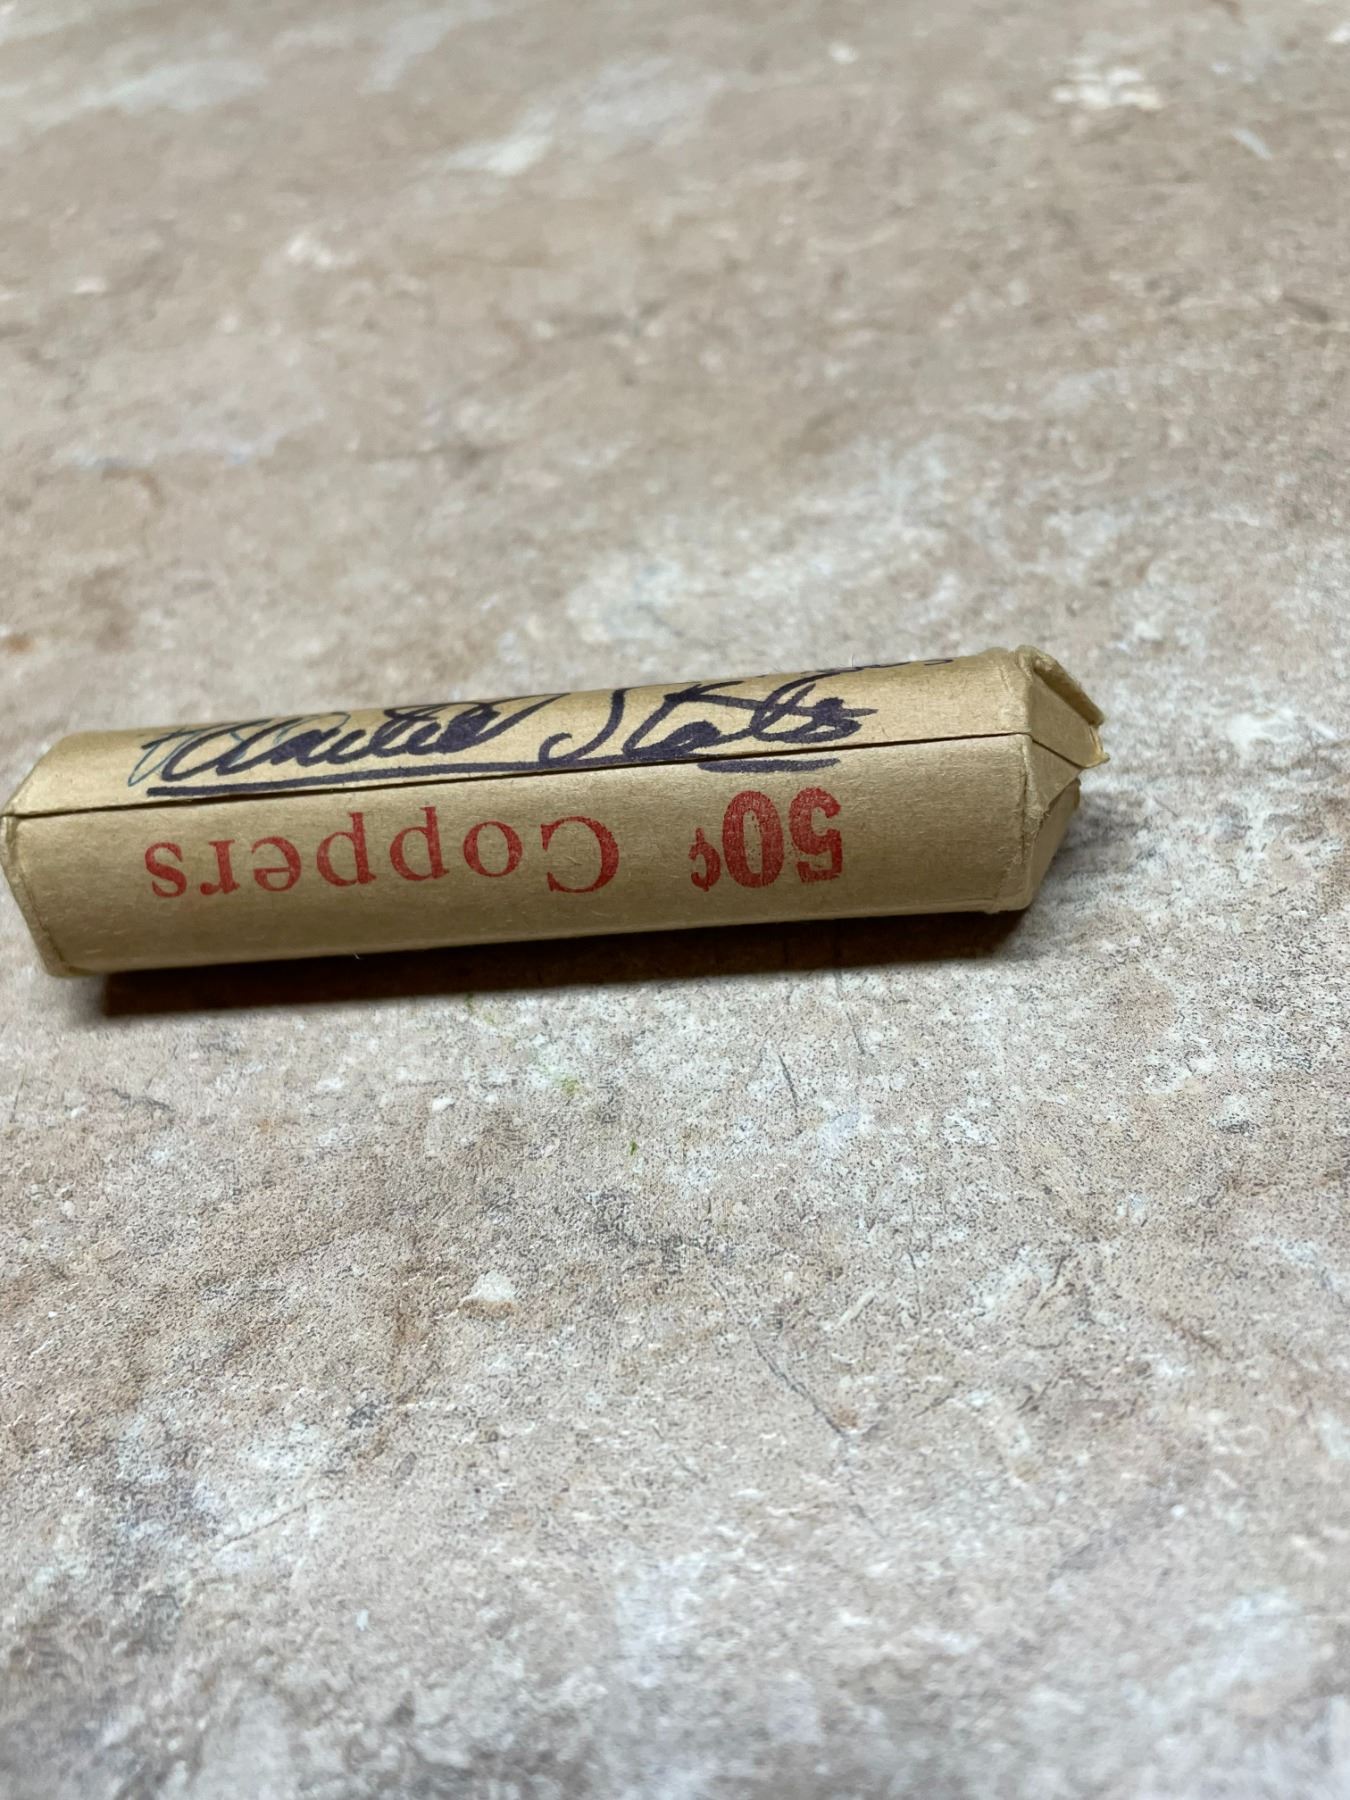 United States
50¢ Coppers